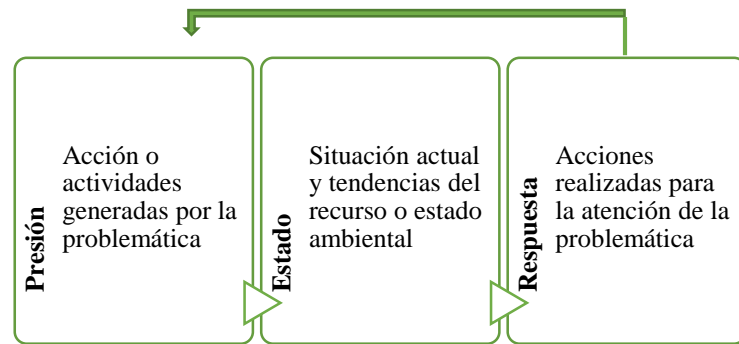 Presión
Acción o
actividades
generadas por la
problemática
Estado
Situación actual
y tendencias del
recurso o estado
ambiental
Respuesta
Acciones
realizadas para
la atención de la
problemática